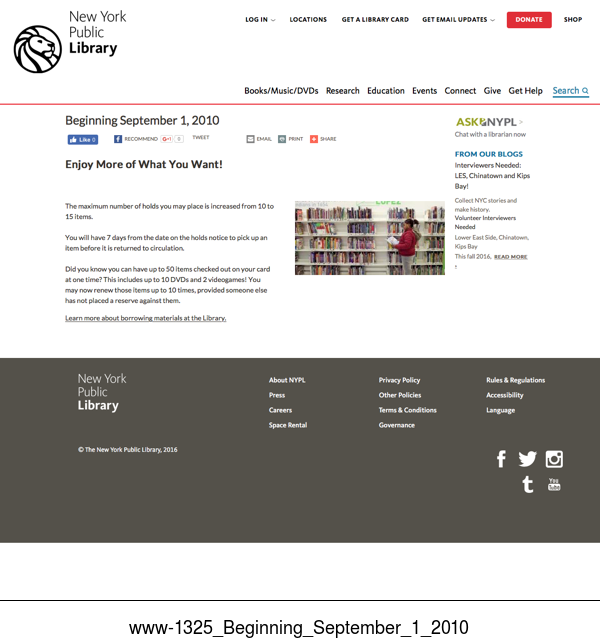 New York
Public
Library
LOG IN
LOCATIONS
GET A LIBRARY CARD
GET EMAIL UPDATES
DONATE
SHOP
Books/Music/DVDs Research Education Events Connect Give Get Help Search
Beginning September 1, 2010
Like 0
RECOMMEND
G+1 0
TWEET
EMAIL
PRINT
SHARE
Enjoy More of What You Want!
The maximum number of holds you may place is increased from 10 to
15 items.
You will have 7 days from the date on the holds notice to pick up an
item before it is returned to circulation.
Did you know you can have up to 50 items checked out on your card
at one time? This includes up to 10 DVDs and 2 videogames! You
may now renew those items up to 10 times, provided someone else
has not placed a reserve against them.
Learn more about borrowing materials at the Library.
ASK NYPL >
Chat with a librarian now
FROM OUR BLOGS
Interviewers Needed:
LES, Chinatown and Kips
Bay!
Collect NYC stories and
make history.
Volunteer Interviewers
Needed
Lower East Side, Chinatown,
Kips Bay
This fall 2016, READ MORE
New York
Public
Library
About NYPL
Press
Careers
Space Rental
Privacy Policy
Other Policies
Terms & Conditions
Governance
Rules & Regulations
Accessibility
Language
© The New York Public Library, 2016
You
Tube
www-1325_Beginning_September_1_2010